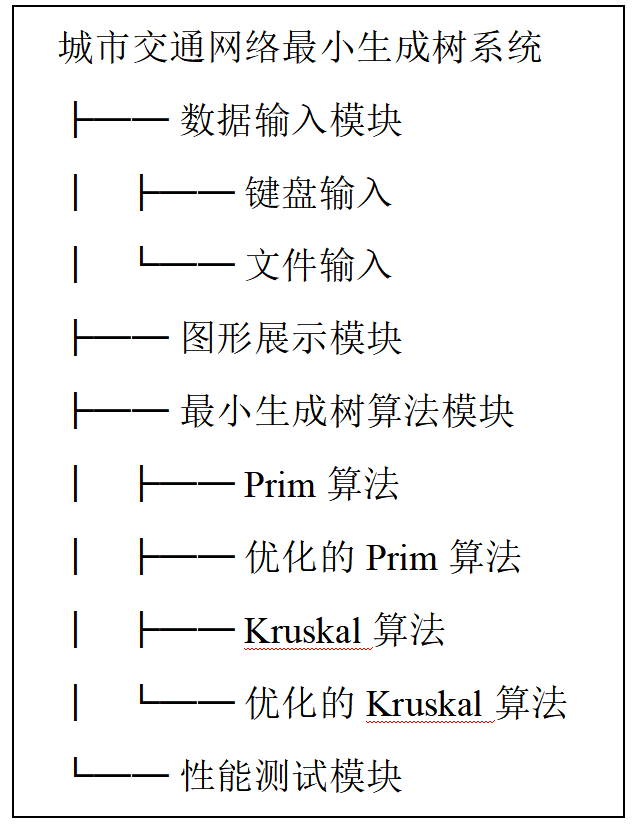 城市交通网络最小生成树系统
├── 数据输入模块
│ ├── 键盘输入
│ └── 文件输入
├── 图形展示模块
├── 最小生成树算法模块
│ ├── Prim 算法
│ ├── 优化的 Prim 算法
│ ├── Kruskal 算法
│ └── 优化的 Kruskal 算法
└── 性能测试模块